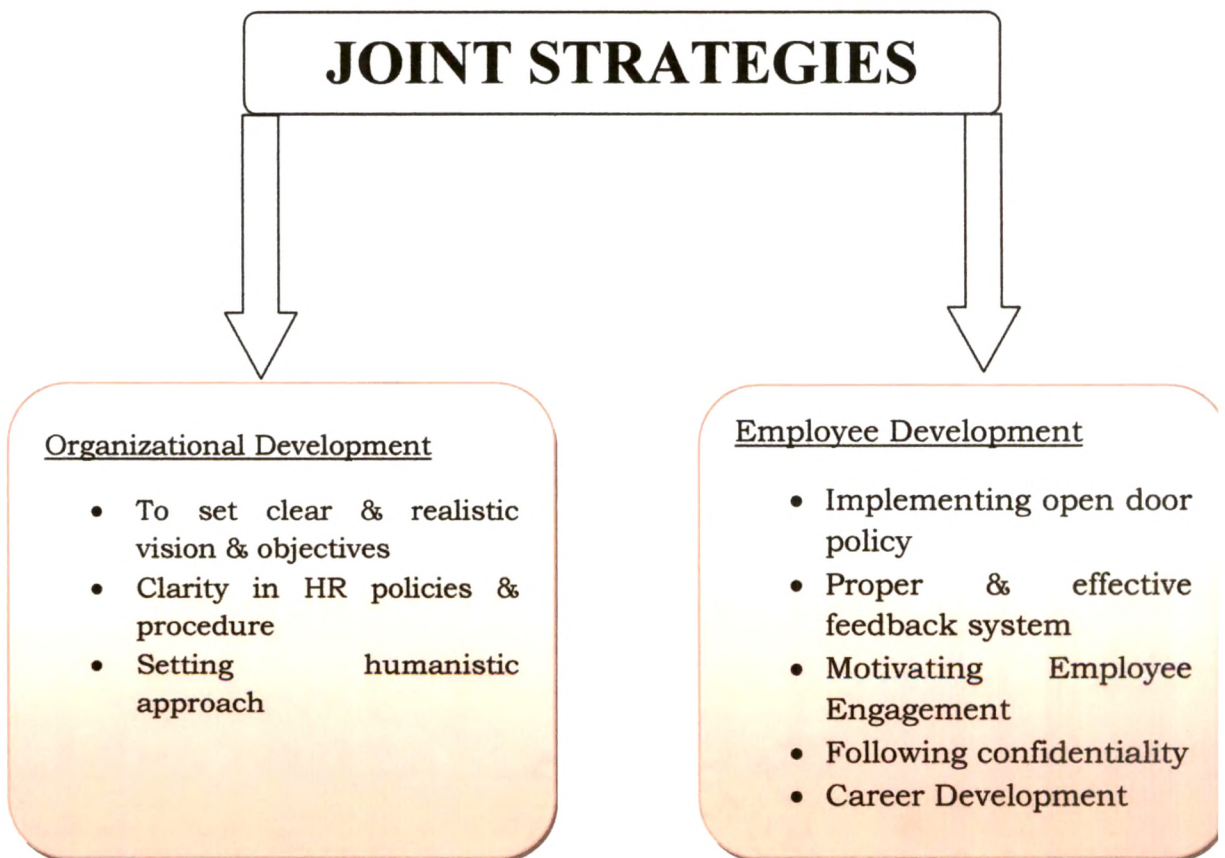 JOINT STRATEGIES
Organizational Development
• To set clear & realistic
vision & objectives
• Clarity in HR policies &
procedure
• Setting humanistic
approach
Employee Development
• Implementing open door
policy
• Proper & effective
feedback system
• Motivating Employee
Engagement
• Following confidentiality
• Career Development